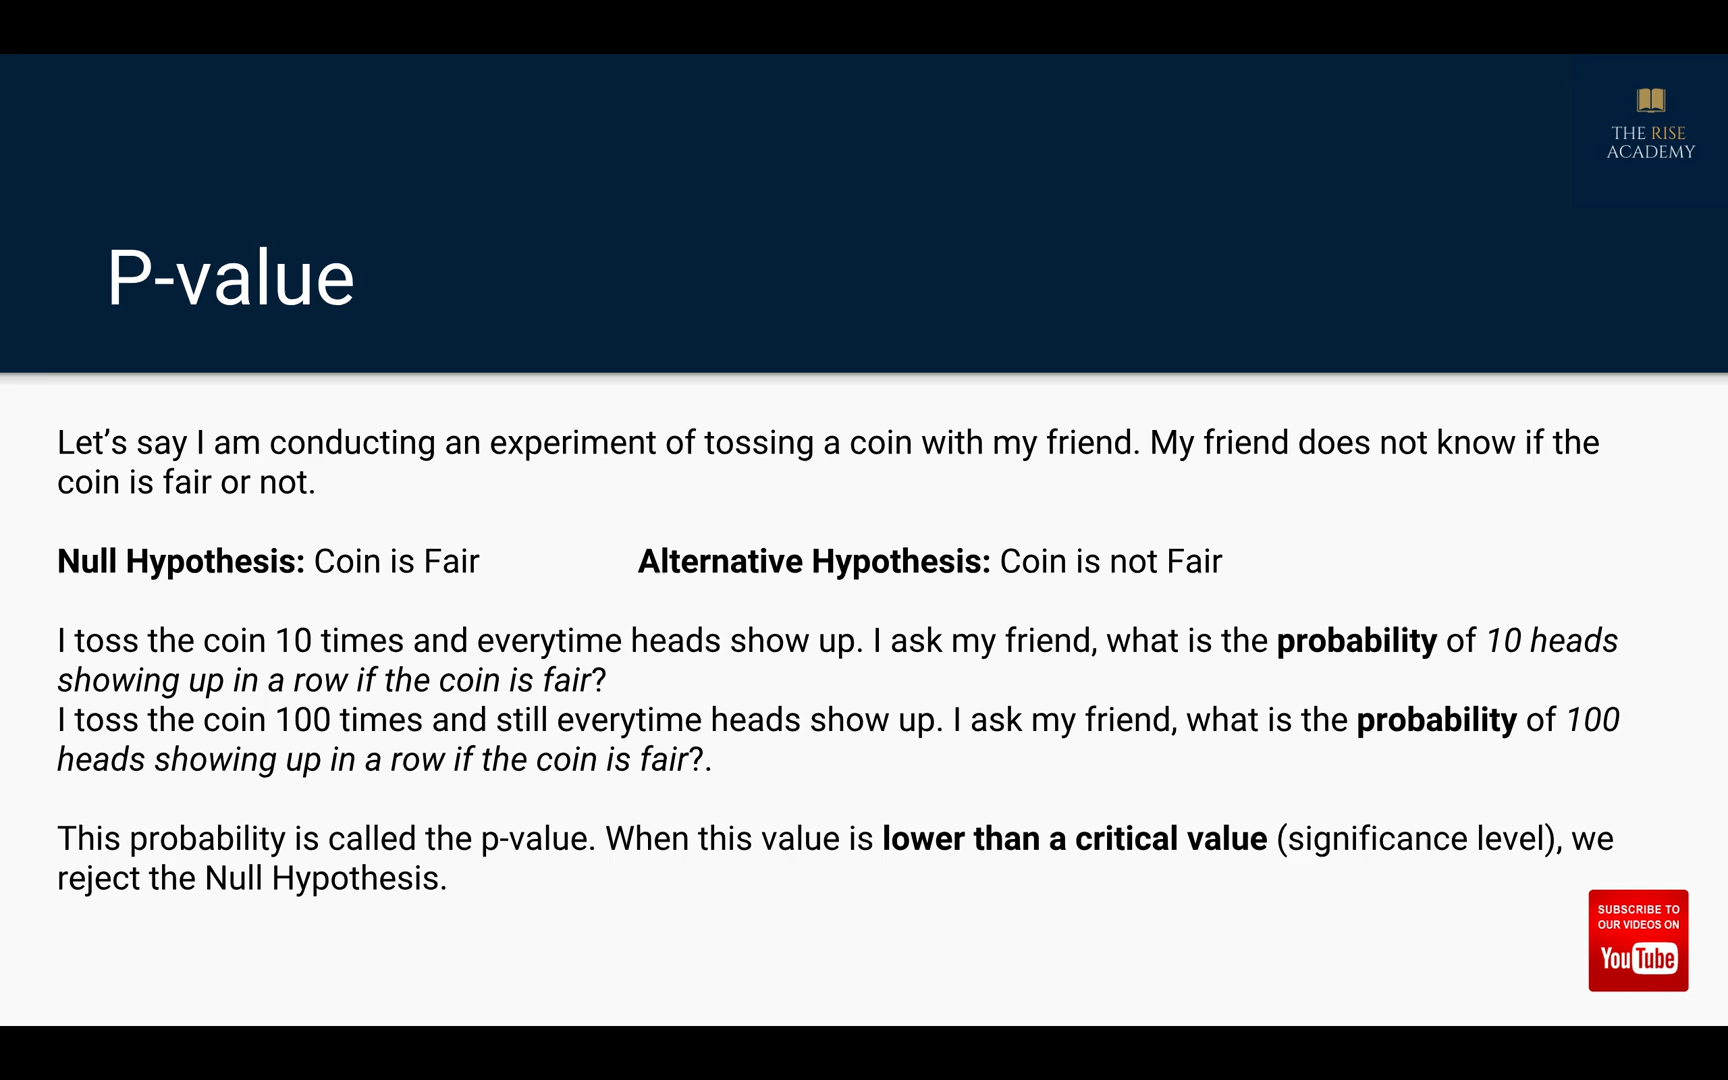 THE RISE
ACADEMY
P-value
Let’s say I am conducting an experiment of tossing a coin with my friend. My friend does not know if the
coin is fair or not.
Null Hypothesis: Coin is Fair Alternative Hypothesis: Coin is not Fair
I toss the coin 10 times and everytime heads show up. I ask my friend, what is the probability of 10 heads
showing up in a row if the coin is fair?
I toss the coin 100 times and still everytime heads show up. I ask my friend, what is the probability of 100
heads showing up in a row if the coin is fair?.
This probability is called the p-value. When this value is lower than a critical value (significance level), we
reject the Null Hypothesis.
SUBSCRIBE TO
OUR VIDEOS ON
YouTube